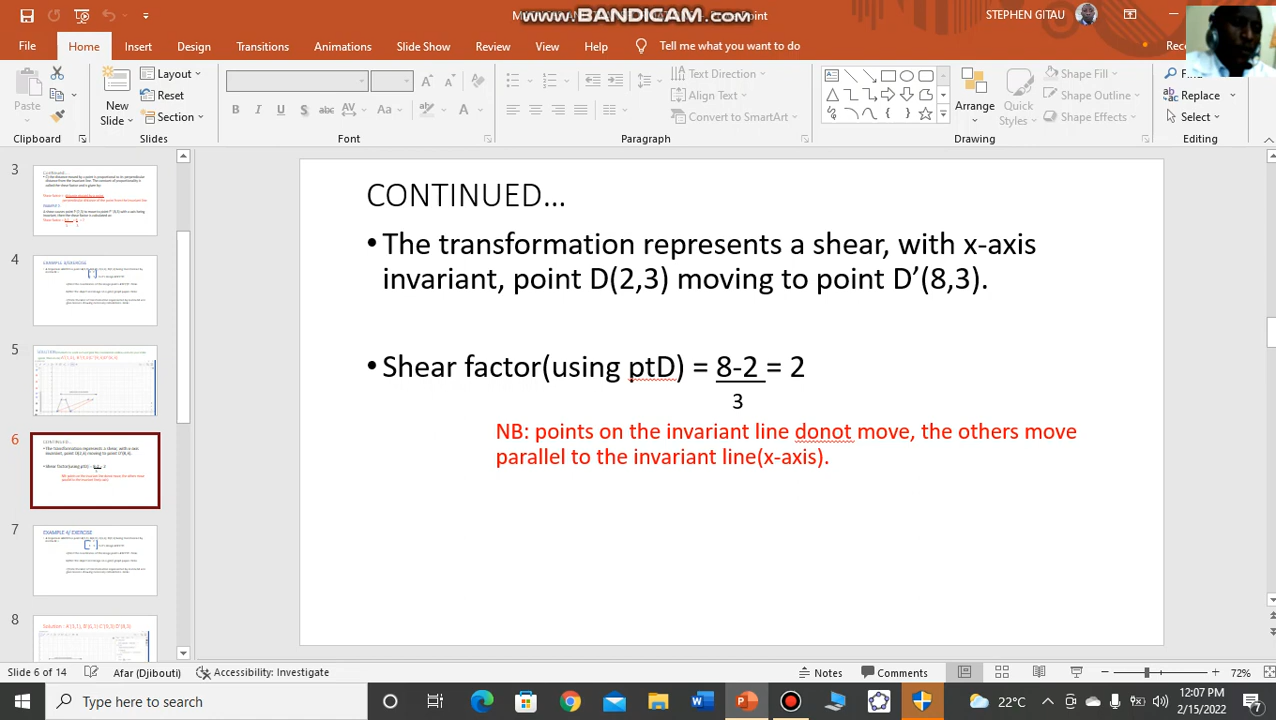 www.BANDICAM.com
STEPHEN GITAU
File
Home
Insert
Design
Transitions
Animations
Slide Show
Review
View
Help
Tell me what you want to do
Paste
Clipboard
New
Slide
Layout
Reset
Section
Slides
Font
Text Direction
Align Text
Convert to SmartArt
Paragraph
Arrange
Quick
Styles
Shape Fill
Shape Outline
Shape Effects
Drawing
Replace
Select
Editing
3
4
5
6
7
8
CONTINUED...
• The transformation represents a shear, with x-axis
invariant, point D(2,3) moving to point D’(8,3).
• Shear factor(using ptD) = 8-2 = 2
3
NB: points on the invariant line donot move, the others move
parallel to the invariant line(x-axis).
Slide 6 of 14
Afar (Djibouti)
Accessibility: Investigate
Notes
Comments
72%
Type here to search
22°C
12:07 PM
2/15/2022